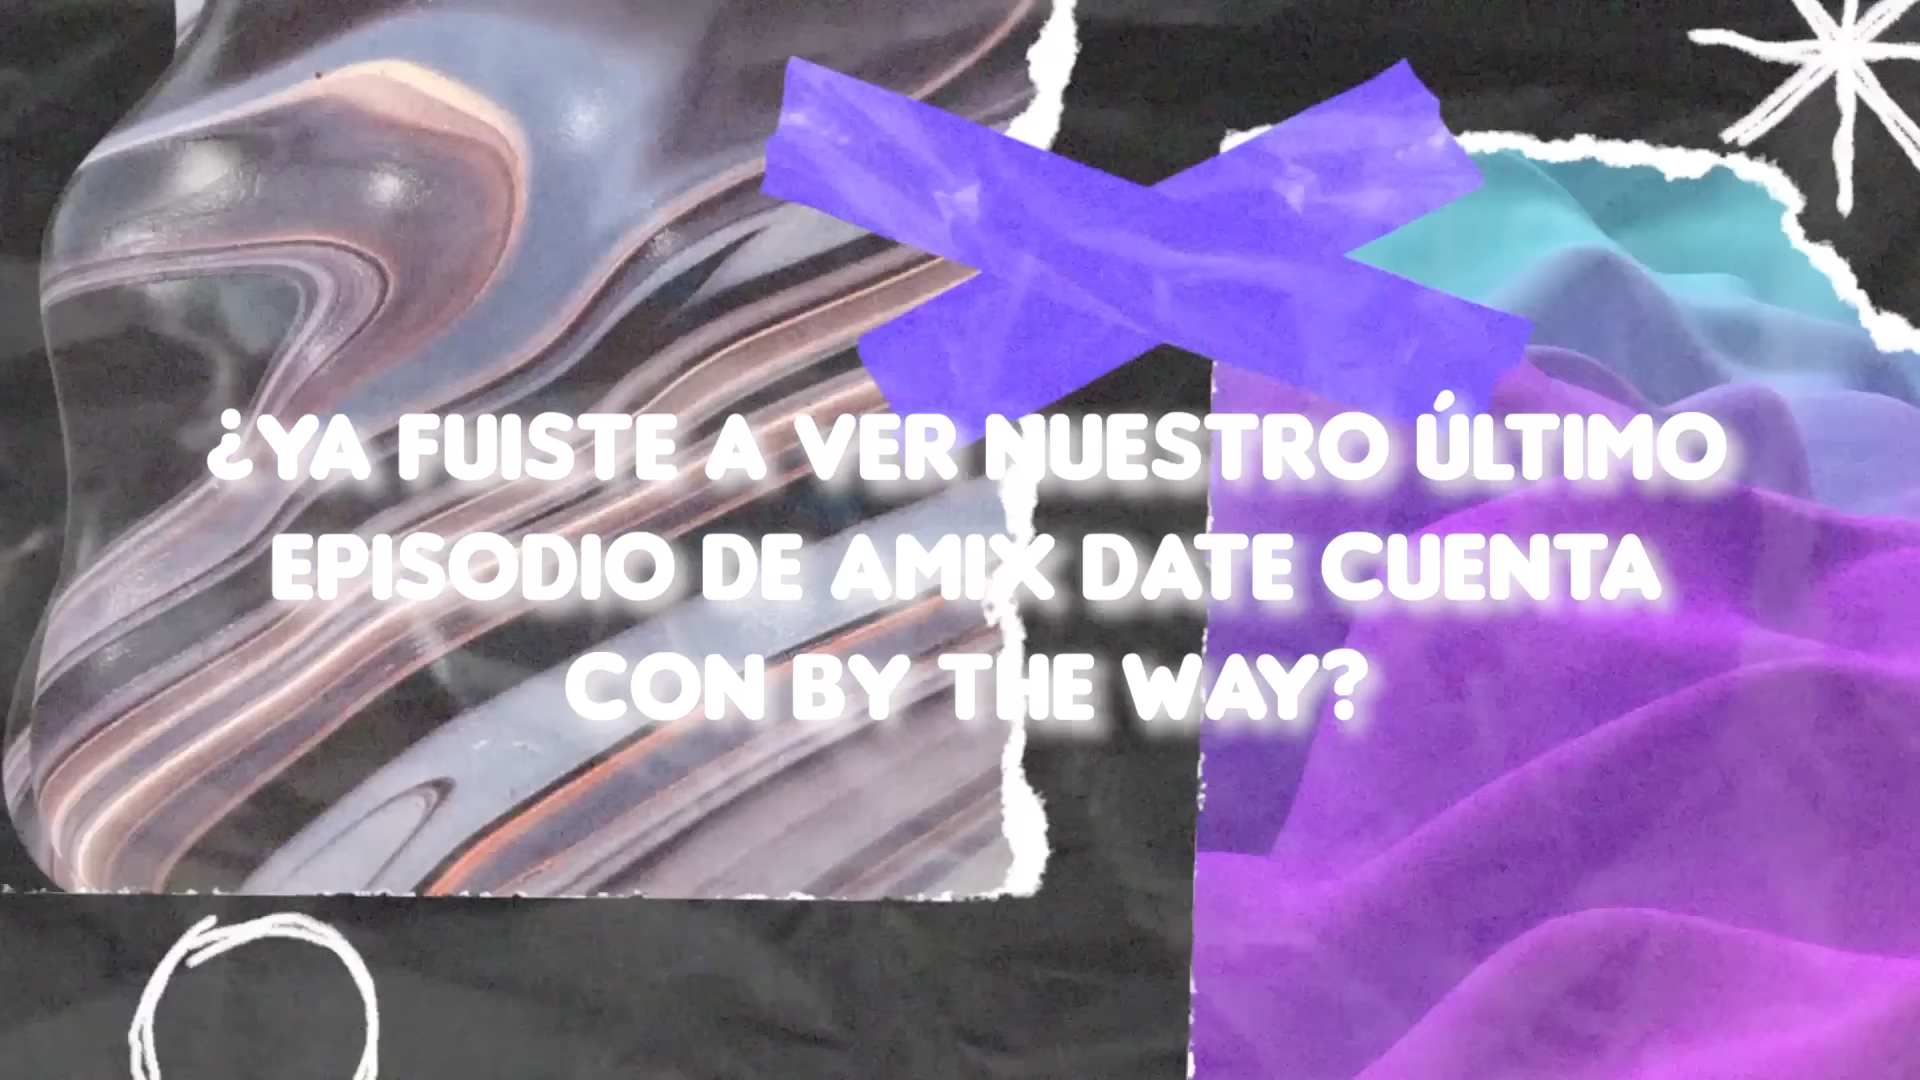 ¿YA FUISTE A VER NUESTRO ÚLTIMO
EPISODIO DE AMIX DATE CUENTA
CON BY THE WAY?